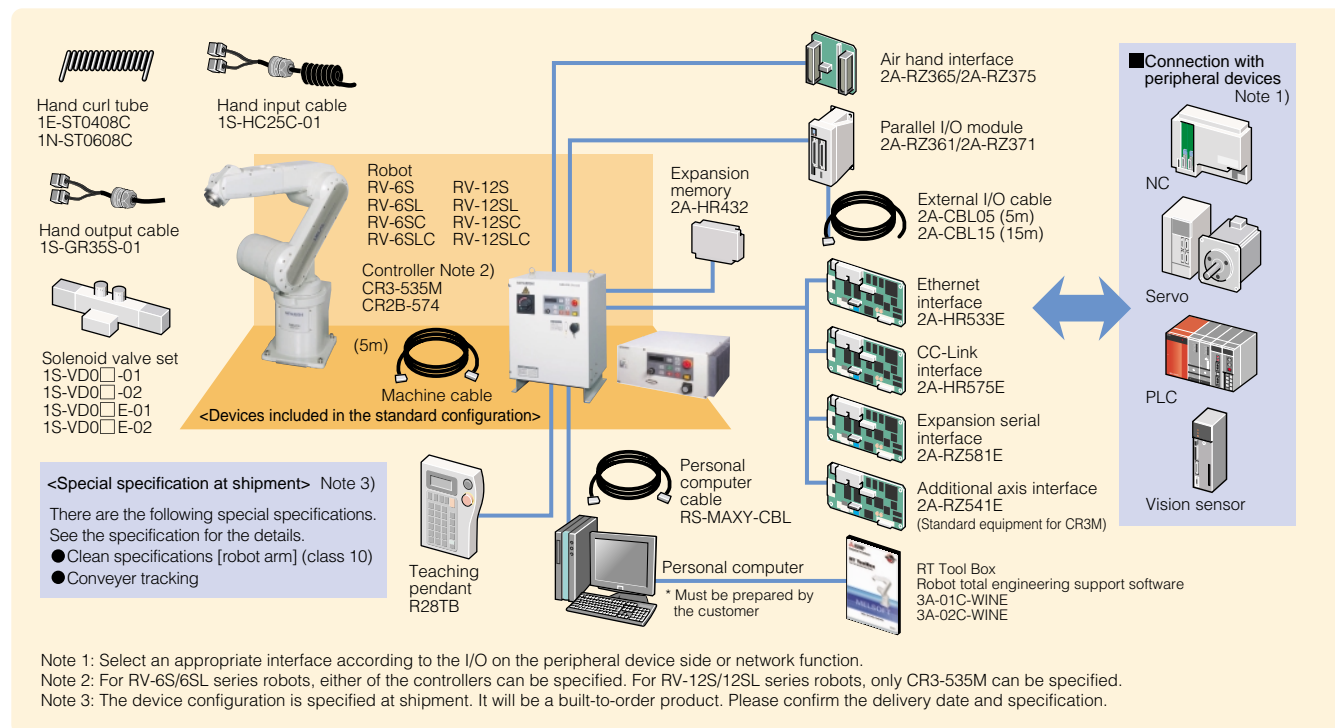 Hand curl tube
1E-ST0408C
1N-ST0608C
Hand input cable
1S-HC25C-01
Hand output cable
1S-GR35S-01
Solenoid valve set
1S-VD0□-01
1S-VD0□-02
1S-VD0□E-01
1S-VD0□E-02
Robot
RV-6S RV-12S
RV-6SL RV-12SL
RV-6SC RV-12SC
RV-6SLC RV-12SLC
Controller Note 2)
CR3-535M
CR2B-574
(5m)
Machine cable
<Devices included in the standard configuration>
Expansion
memory
2A-HR432
Air hand interface
2A-RZ365/2A-RZ375
Parallel I/O module
2A-RZ361/2A-RZ371
External I/O cable
2A-CBL05 (5m)
2A-CBL15 (15m)
Ethernet
interface
2A-HR533E
CC-Link
interface
2A-HR575E
Expansion serial
interface
2A-RZ581E
Additional axis interface
2A-RZ541E
(Standard equipment for CR3M)
■Connection with
peripheral devices
Note 1)
NC
Servo
PLC
Vision sensor
<Special specification at shipment> Note 3)
There are the following special specifications.
See the specification for the details.
●Clean specifications [robot arm] (class 10)
●Conveyer tracking
Teaching
pendant
R28TB
Personal
computer
cable
RS-MAXY-CBL
Personal computer
* Must be prepared by
the customer
RT ToolBox
MELSOFT
RT Tool Box
Robot total engineering support software
3A-01C-WINE
3A-02C-WINE
Note 1: Select an appropriate interface according to the I/O on the peripheral device side or network function.
Note 2: For RV-6S/6SL series robots, either of the controllers can be specified. For RV-12S/12SL series robots, only CR3-535M can be specified.
Note 3: The device configuration is specified at shipment. It will be a built-to-order product. Please confirm the delivery date and specification.